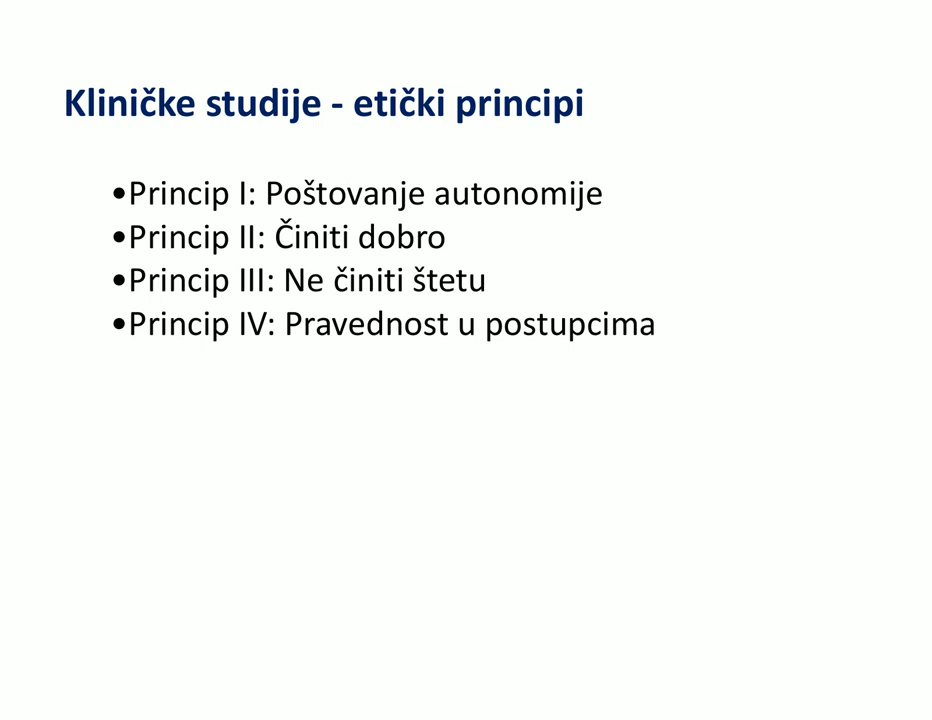 Kliničke studije - etički principi
•Princip I: Poštovanje autonomije
•Princip II: Činiti dobro
•Princip III: Ne činiti štetu
•Princip IV: Pravednost u postupcima